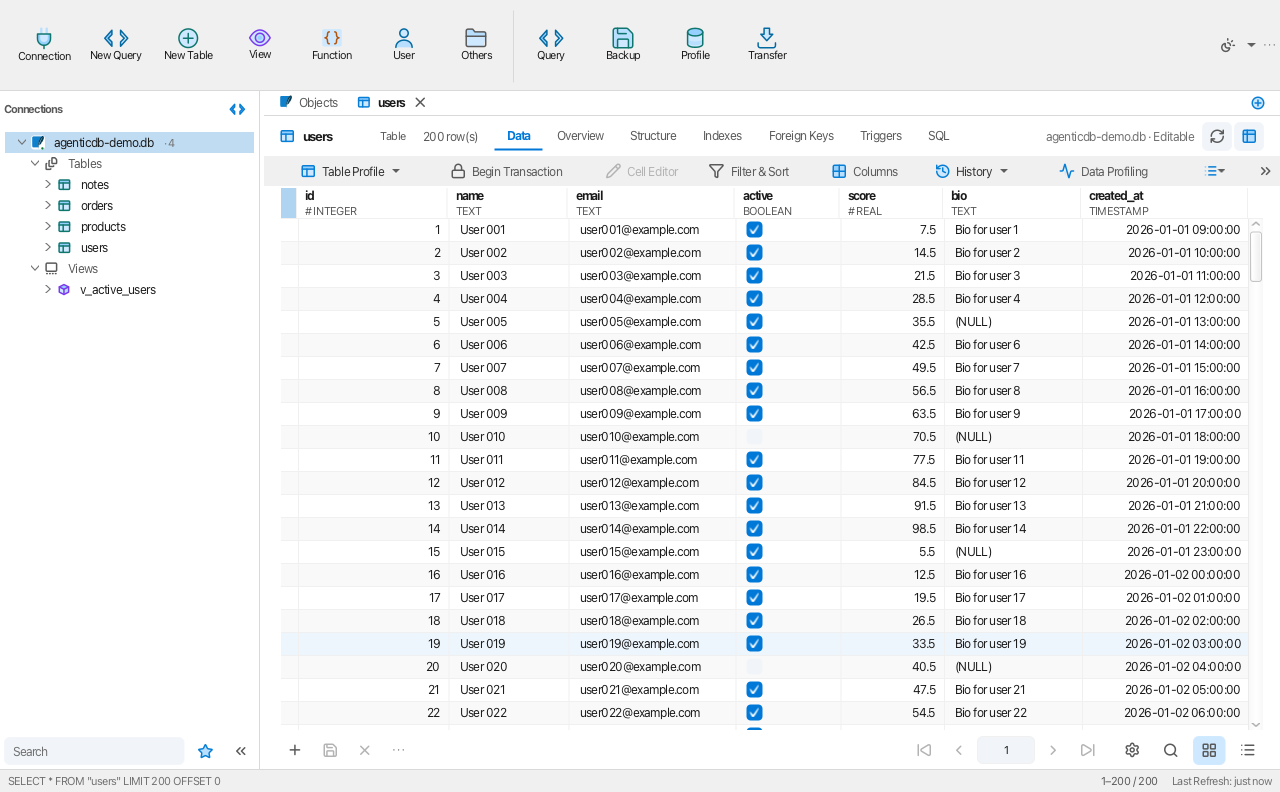 Connection New Query New Table View Function User Others Query Backup Profile Transfer
Connections
agenticdb-demo.db · 4
Tables
notes
orders
products
users
Views
v_active_users
Search
Objects users
users Table 200 row(s) Data Overview Structure Indexes Foreign Keys Triggers SQL agenticdb-demo.db · Editable
Table Profile Begin Transaction Cell Editor Filter & Sort Columns History Data Profiling
id name email active score bio created_at
# INTEGER TEXT TEXT BOOLEAN # REAL TEXT TIMESTAMP
1 User 001 user001@example.com 7.5 Bio for user 1 2026-01-01 09:00:00
2 User 002 user002@example.com 14.5 Bio for user 2 2026-01-01 10:00:00
3 User 003 user003@example.com 21.5 Bio for user 3 2026-01-01 11:00:00
4 User 004 user004@example.com 28.5 Bio for user 4 2026-01-01 12:00:00
5 User 005 user005@example.com 35.5 (NULL) 2026-01-01 13:00:00
6 User 006 user006@example.com 42.5 Bio for user 6 2026-01-01 14:00:00
7 User 007 user007@example.com 49.5 Bio for user 7 2026-01-01 15:00:00
8 User 008 user008@example.com 56.5 Bio for user 8 2026-01-01 16:00:00
9 User 009 user009@example.com 63.5 Bio for user 9 2026-01-01 17:00:00
10 User 010 user010@example.com 70.5 (NULL) 2026-01-01 18:00:00
11 User 011 user011@example.com 77.5 Bio for user 11 2026-01-01 19:00:00
12 User 012 user012@example.com 84.5 Bio for user 12 2026-01-01 20:00:00
13 User 013 user013@example.com 91.5 Bio for user 13 2026-01-01 21:00:00
14 User 014 user014@example.com 98.5 Bio for user 14 2026-01-01 22:00:00
15 User 015 user015@example.com 5.5 (NULL) 2026-01-01 23:00:00
16 User 016 user016@example.com 12.5 Bio for user 16 2026-01-02 00:00:00
17 User 017 user017@example.com 19.5 Bio for user 17 2026-01-02 01:00:00
18 User 018 user018@example.com 26.5 Bio for user 18 2026-01-02 02:00:00
19 User 019 user019@example.com 33.5 Bio for user 19 2026-01-02 03:00:00
20 User 020 user020@example.com 40.5 (NULL) 2026-01-02 04:00:00
21 User 021 user021@example.com 47.5 Bio for user 21 2026-01-02 05:00:00
22 User 022 user022@example.com 54.5 Bio for user 22 2026-01-02 06:00:00
1
SELECT * FROM "users" LIMIT 200 OFFSET 0 1–200 / 200 Last Refresh: just now